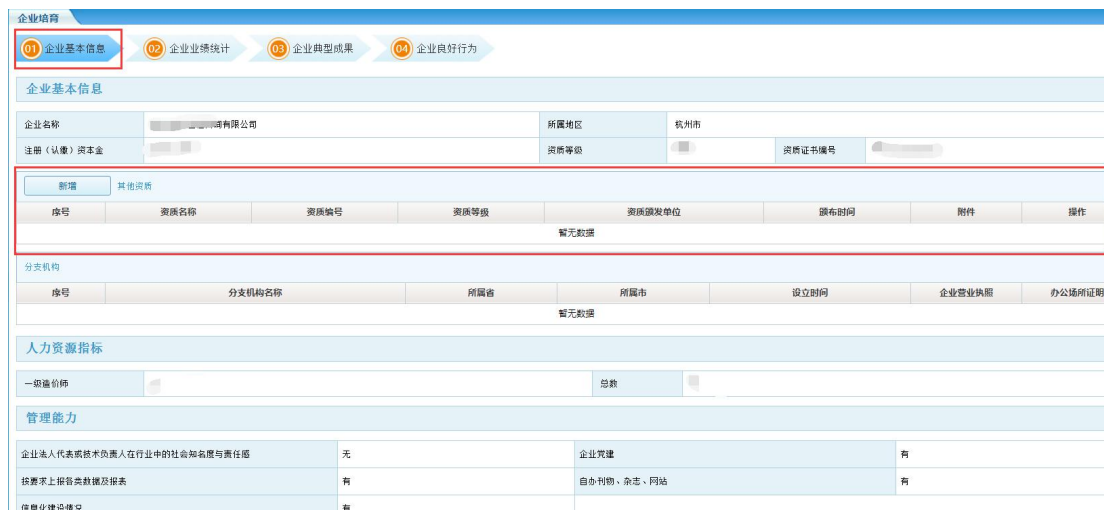 企业培育
01 企业基本信息 02 企业业绩统计 03 企业典型成果 04 企业良好行为
企业基本信息
企业名称 有限公司 所属地区 杭州市
注册（认缴）资本金 资质等级 资质证书编号
新增 其他资质
序号 资质名称 资质编号 资质等级 资质颁发单位 颁布时间 附件 操作
暂无数据
分支机构
序号 分支机构名称 所属省 所属市 设立时间 企业营业执照 办公场所证明
暂无数据
人力资源指标
一级造价师 总数
管理能力
企业法人代表或技术负责人在行业中的社会知名度与责任感 无 企业党建 有
按要求上报各类数据及报表 有 自办刊物、杂志、网站 有
信息化建设情况 有